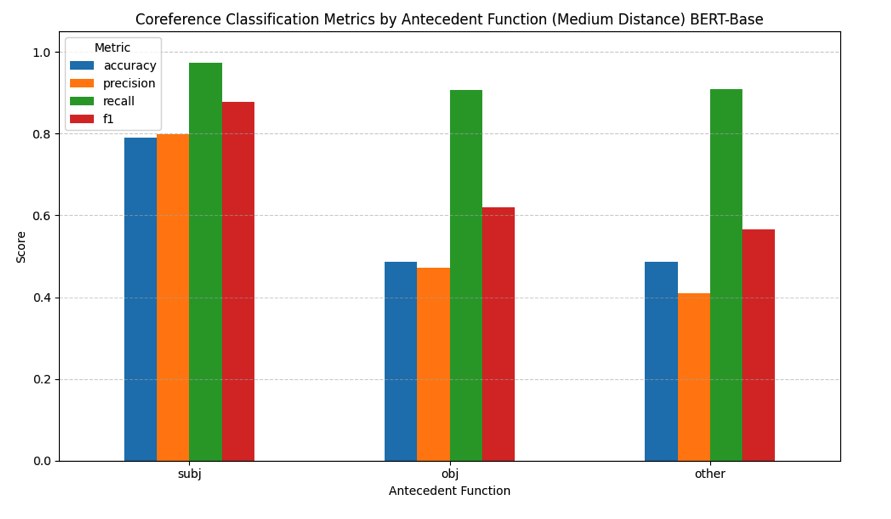 Coreference Classification Metrics by Antecedent Function (Medium Distance) BERT-Base
Metric
accuracy
precision
recall
f1
Score
1.0
0.8
0.6
0.4
0.2
0.0
subj
obj
other
Antecedent Function